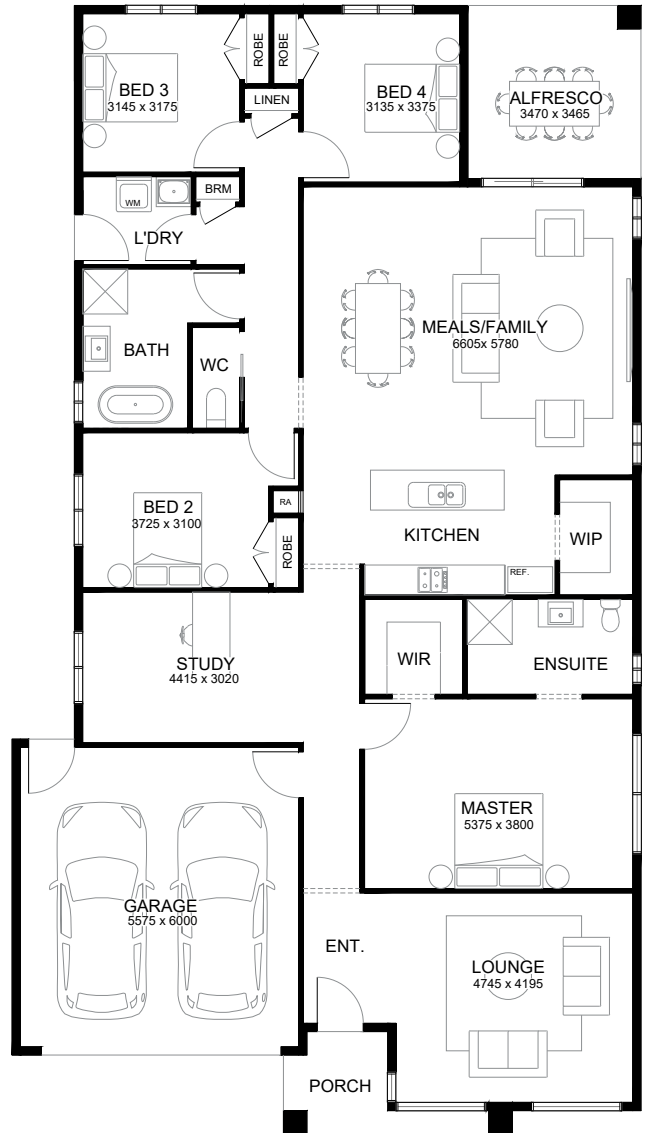 ROBE
ROBE
BED 3
3145 x 3175
BED 4
3135 x 3375
ALFRESCO
3470 x 3465
LINEN
WM
BRM
L'DRY
MEALS/FAMILY
6605x 5780
BATH
WC
BED 2
3725 x 3100
RA
ROBE
KITCHEN
WIP
REF.
STUDY
4415 x 3020
WIR
ENSUITE
MASTER
5375 x 3800
GARAGE
5575 x 6000
ENT.
LOUNGE
4745 x 4195
PORCH